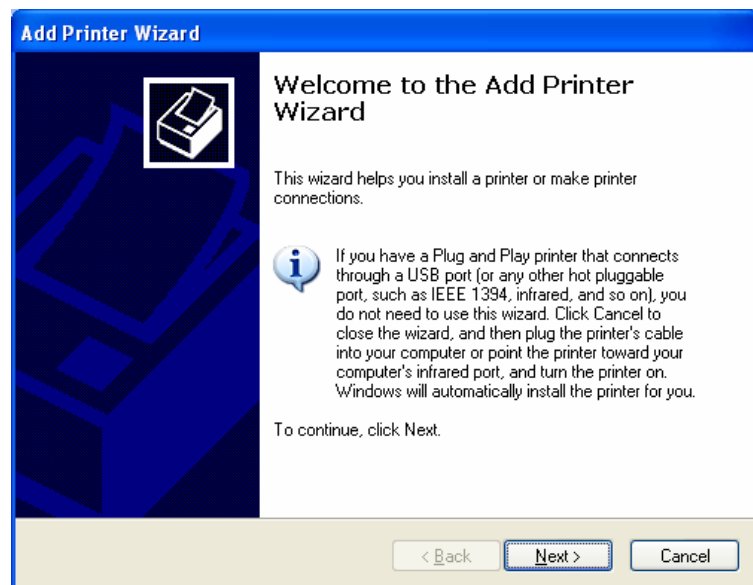 Add Printer Wizard
Welcome to the Add Printer
Wizard
This wizard helps you install a printer or make printer
connections.
If you have a Plug and Play printer that connects
through a USB port (or any other hot pluggable
port, such as IEEE 1394, infrared, and so on), you
do not need to use this wizard. Click Cancel to
close the wizard, and then plug the printer's cable
into your computer or point the printer toward your
computer's infrared port, and turn the printer on.
Windows will automatically install the printer for you.
To continue, click Next.
< Back Next > Cancel